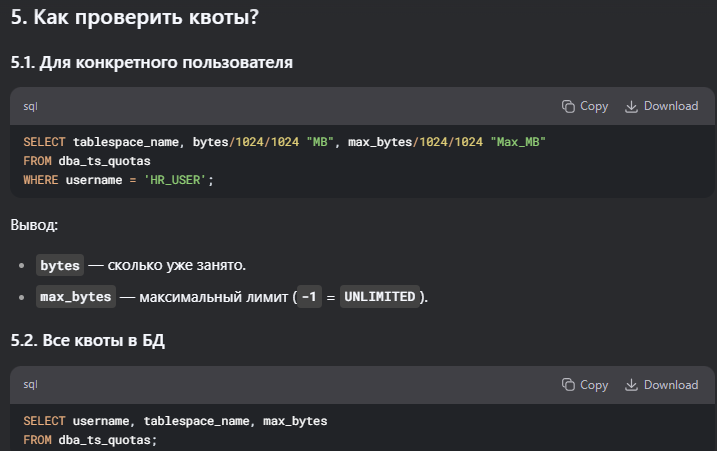 5. Как проверить квоты?
5.1. Для конкретного пользователя
sql Copy Download
SELECT tablespace_name, bytes/1024/1024 "MB", max_bytes/1024/1024 "Max_MB"
FROM dba_ts_quotas
WHERE username = 'HR_USER';
Вывод:
• bytes — сколько уже занято.
• max_bytes — максимальный лимит (-1 = UNLIMITED).
5.2. Все квоты в БД
sql Copy Download
SELECT username, tablespace_name, max_bytes
FROM dba_ts_quotas;